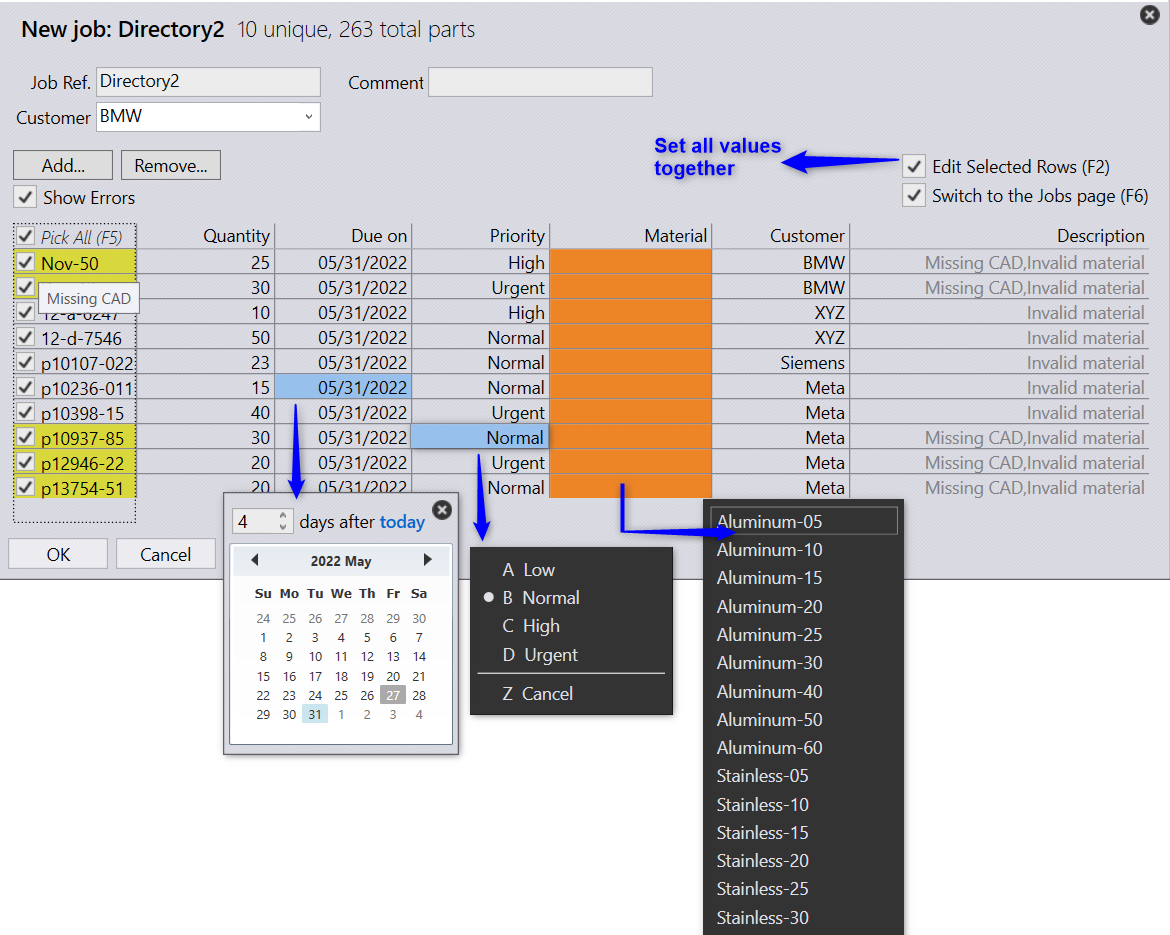 New job: Directory2 10 unique, 263 total parts
Job Ref. Directory2 Comment
Customer BMW
Set all values
together
Add... Remove... Edit Selected Rows (F2)
Show Errors Switch to the Jobs page (F6)
Pick All (F5) Quantity Due on Priority Material Customer Description
Nov-50 25 05/31/2022 High BMW Missing CAD,Invalid material
30 05/31/2022 Urgent BMW Missing CAD,Invalid material
Missing CAD
12-a-6247 10 05/31/2022 High XYZ Invalid material
12-d-7546 50 05/31/2022 Normal XYZ Invalid material
p10107-022 23 05/31/2022 Normal Siemens Invalid material
p10236-011 15 05/31/2022 Normal Meta Invalid material
p10398-15 40 05/31/2022 Urgent Meta Invalid material
p10937-85 30 05/31/2022 Normal Meta Missing CAD,Invalid material
p12946-22 20 05/31/2022 Urgent Meta Missing CAD,Invalid material
p13754-51 20 05/31/2022 Normal Meta Missing CAD,Invalid material
OK Cancel
4 days after today
2022 May
Su Mo Tu We Th Fr Sa
24 25 26 27 28 29 30
1 2 3 4 5 6 7
8 9 10 11 12 13 14
15 16 17 18 19 20 21
22 23 24 25 26 27 28
29 30 31 1 2 3 4
A Low
B Normal
C High
D Urgent
Z Cancel
Aluminum-05
Aluminum-10
Aluminum-15
Aluminum-20
Aluminum-25
Aluminum-30
Aluminum-40
Aluminum-50
Aluminum-60
Stainless-05
Stainless-10
Stainless-15
Stainless-20
Stainless-25
Stainless-30